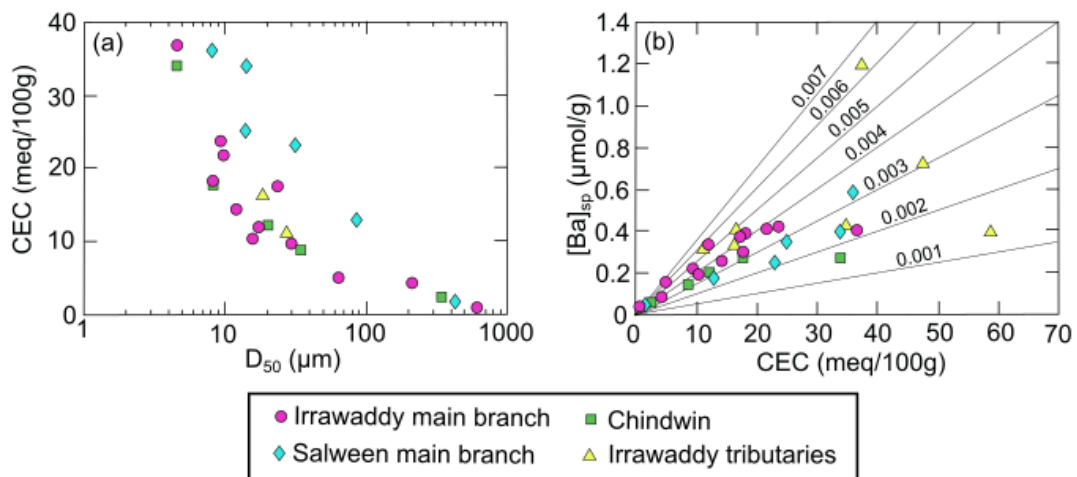 (a)
CEC (meq/100g)
40
30
20
10
0
1
10
100
1000
D₅₀ (μm)
(b)
[Ba]sp (μmol/g)
1.4
1.2
1.0
0.8
0.6
0.4
0.2
0
0.007
0.006
0.005
0.004
0.003
0.002
0.001
0 10 20 30 40 50 60 70
CEC (meq/100g)
Irrawaddy main branch
Chindwin
Salween main branch
Irrawaddy tributaries